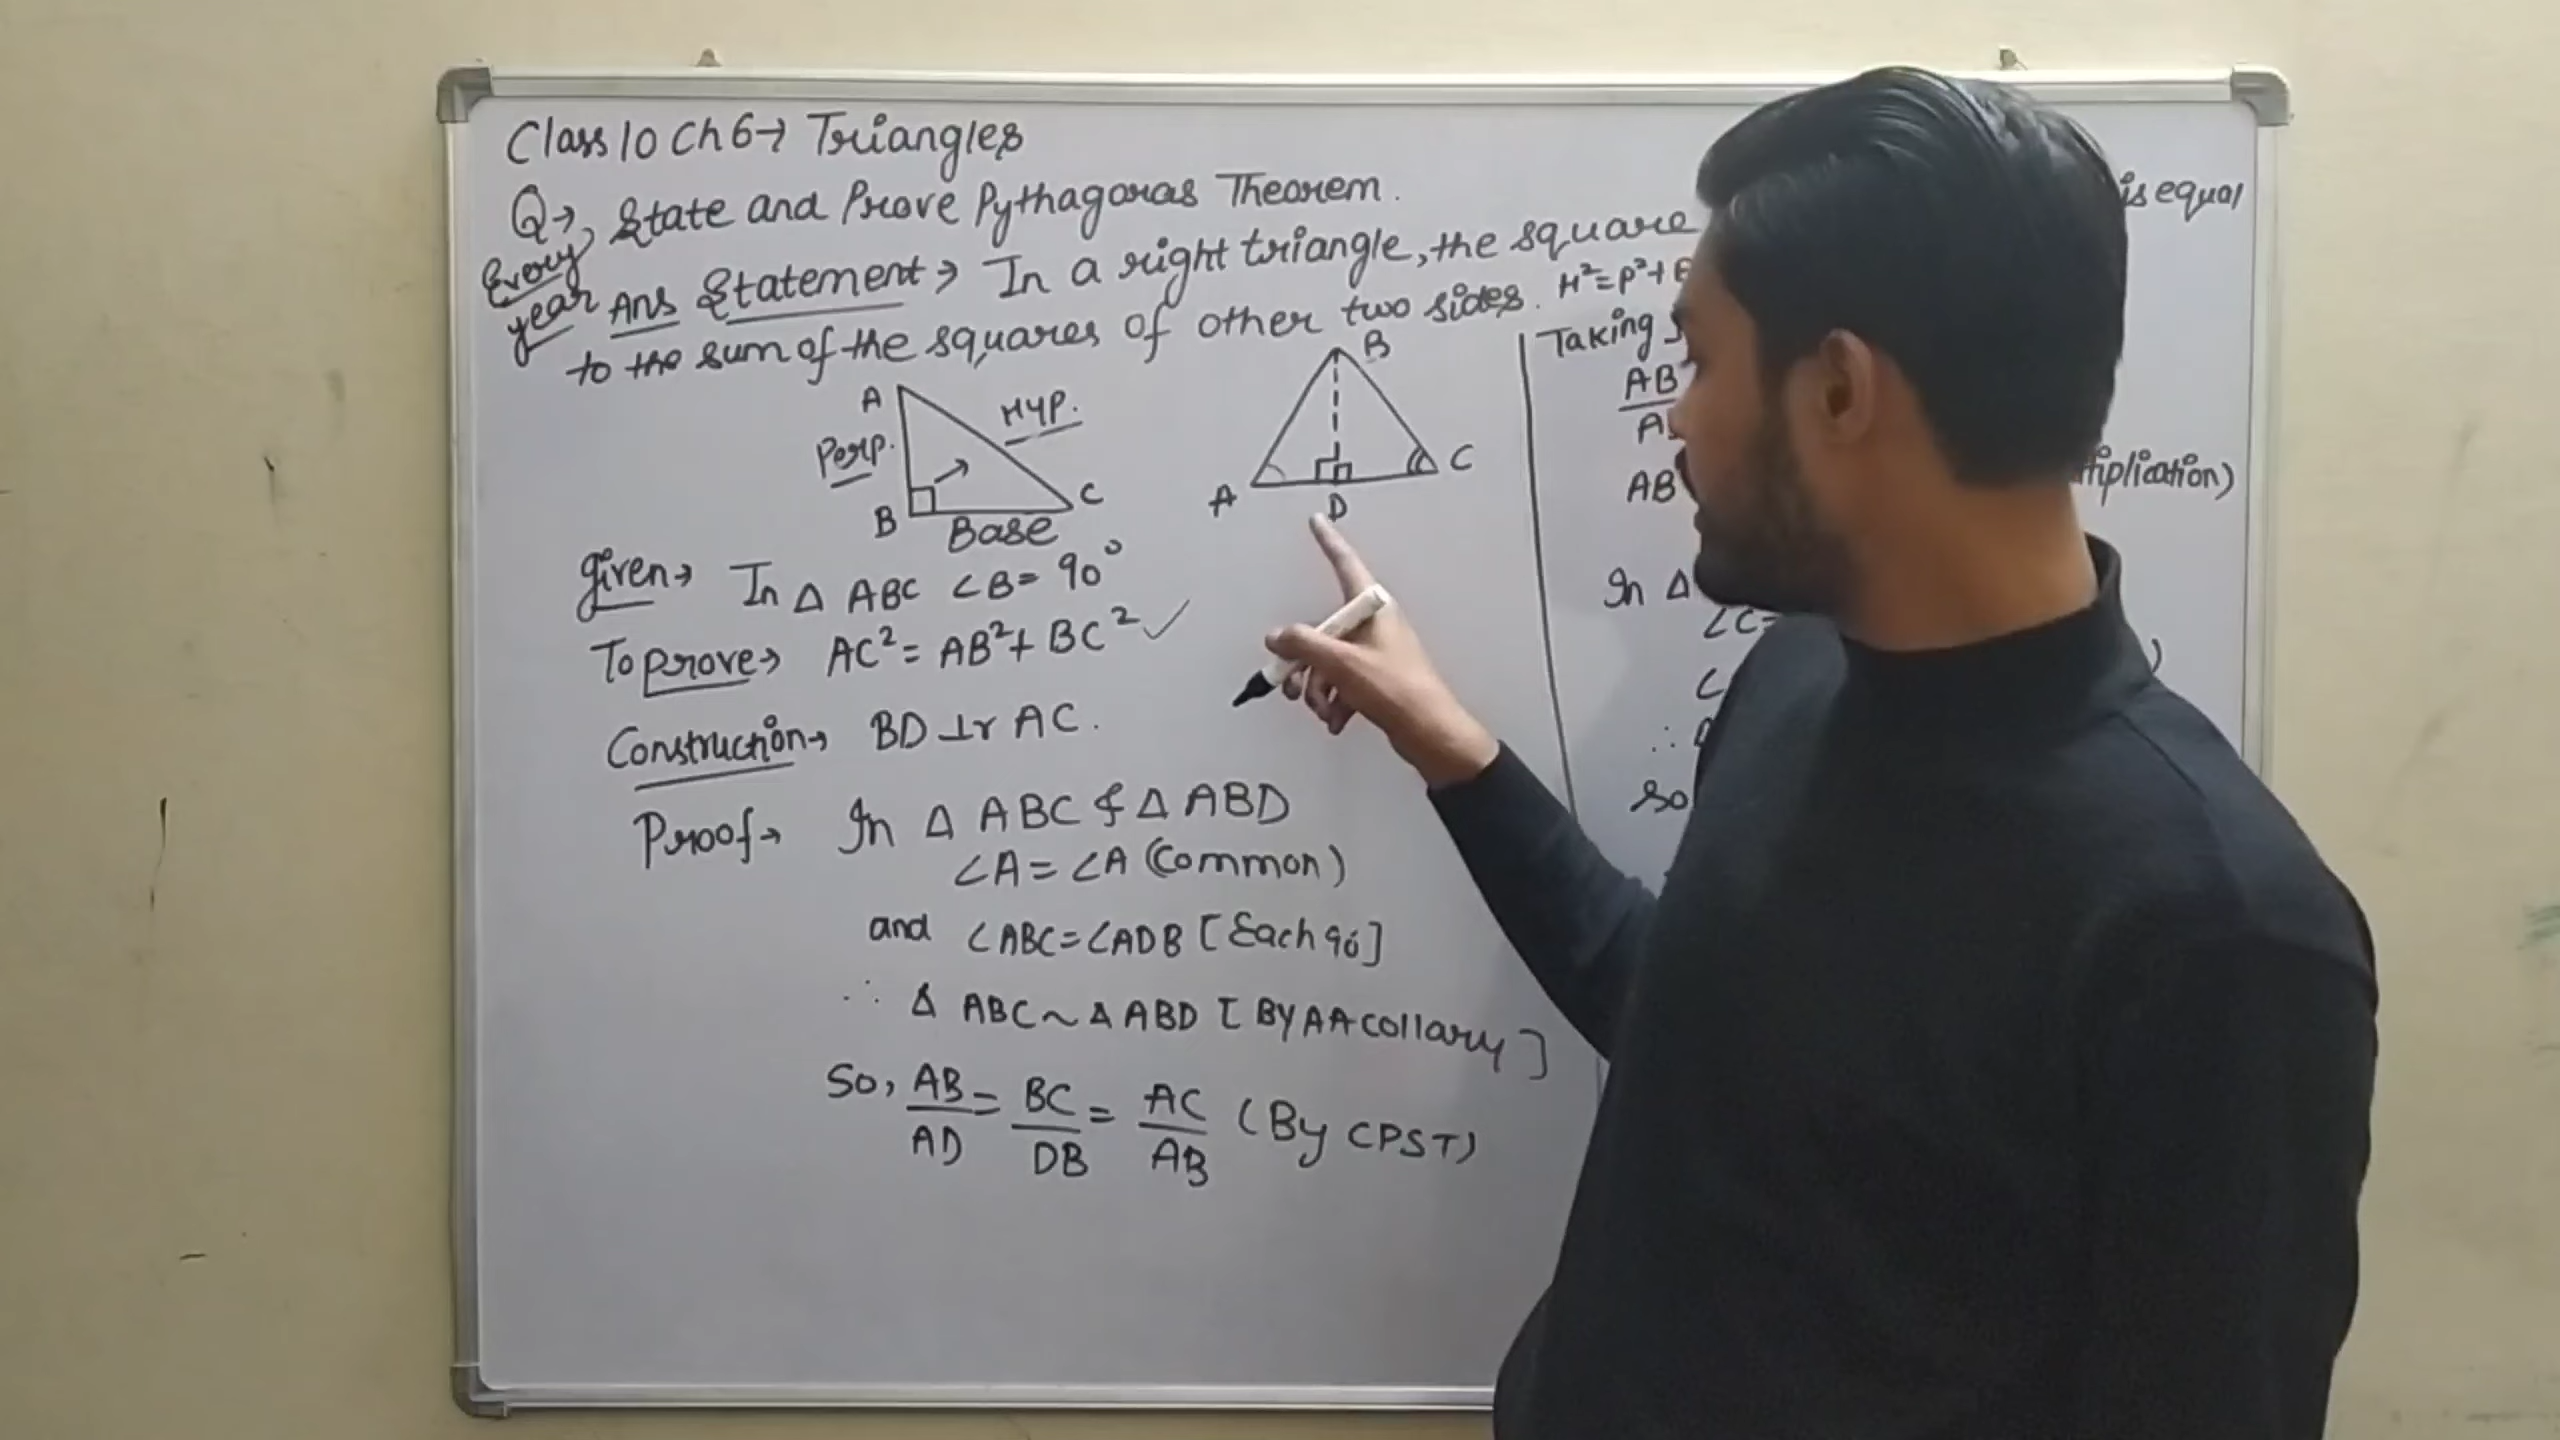 Class 10 Ch 6→ Triangles
Q→, State and Prove Pythagoras Theorem.
Every year
Ans Statement → In a right triangle, the square is equal
to the sum of the squares of other two sides. H²=P²+B
A
Perp.
Hyp.
B
Base
C
B
A
D
C
given→ In △ ABC ∠B= 90°
To prove→ AC² = AB²+ BC² ✓
Construction→ BD ⊥r AC.
Proof→ In △ ABC & △ ABD
∠A = ∠A (Common)
and ∠ABC=∠ADB [Each 90°]
∴ △ ABC ~ △ ABD [BY AA collary]
So, AB/AD = BC/DB = AC/AB (By CPST)
Taking
AB
A
AB tiplication)
In △
∠C=
∠ )
∴
So